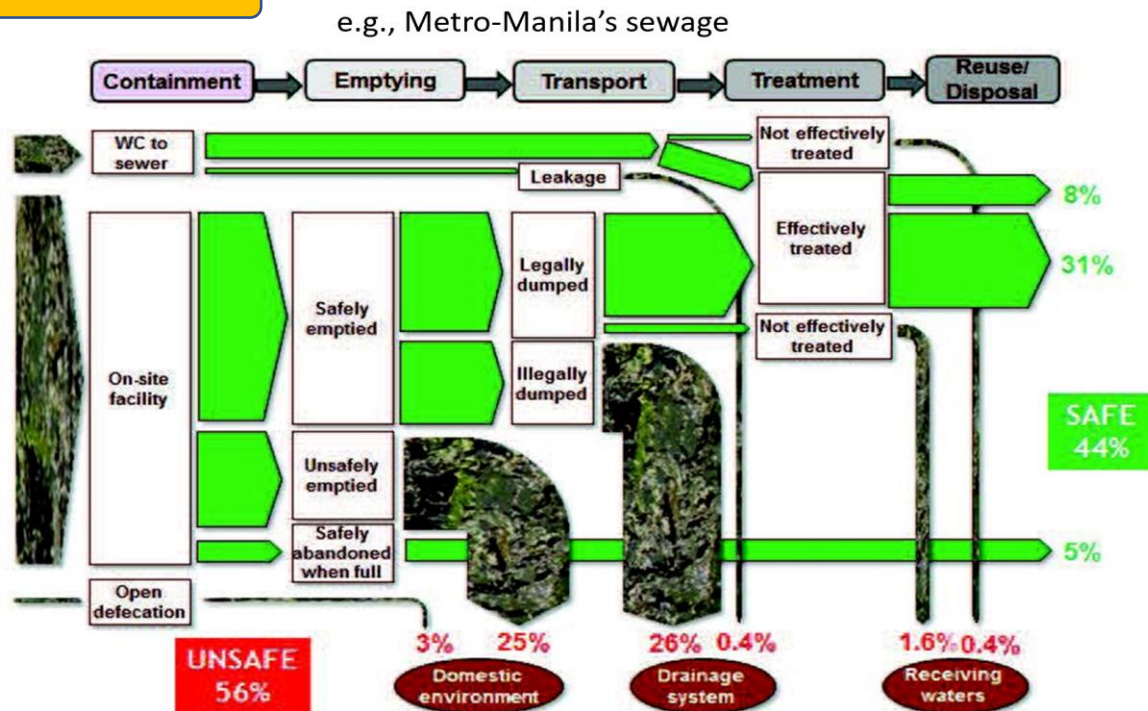 e.g., Metro-Manila’s sewage
Containment
Emptying
Transport
Treatment
Reuse/
Disposal
WC to
sewer
Not effectively
treated
Leakage
8%
Effectively
treated
Legally
dumped
31%
Safely
emptied
Not effectively
treated
On-site
facility
Illegally
dumped
SAFE
44%
Unsafely
emptied
Safely
abandoned
when full
5%
Open
defecation
3%
25%
26%
0.4%
1.6%
0.4%
UNSAFE
56%
Domestic
environment
Drainage
system
Receiving
waters